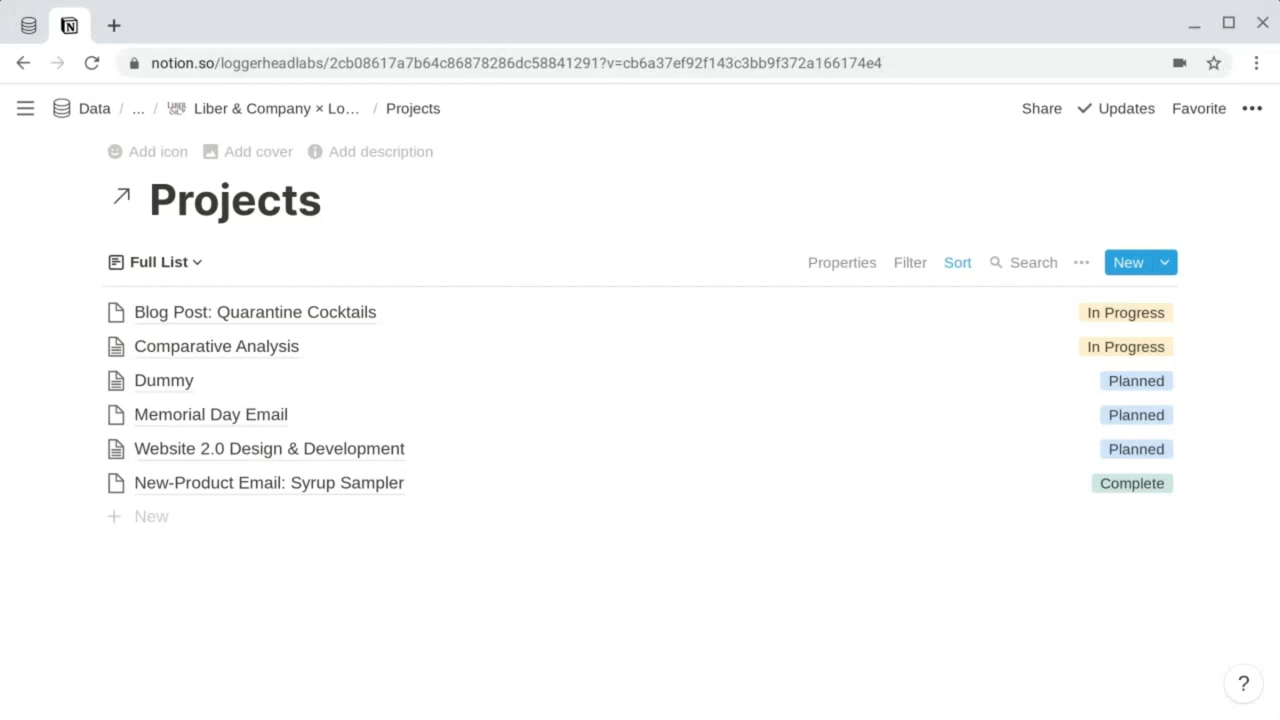 notion.so/loggerheadlabs/2cb08617a7b64c86878286dc58841291?v=cb6a37ef92f143c3bb9f372a166174e4
Data / ... / Liber & Company × Lo... / Projects Share Updates Favorite •••
Add icon Add cover Add description
Projects
Full List Properties Filter Sort Search ••• New
Blog Post: Quarantine Cocktails In Progress
Comparative Analysis In Progress
Dummy Planned
Memorial Day Email Planned
Website 2.0 Design & Development Planned
New-Product Email: Syrup Sampler Complete
+ New
?